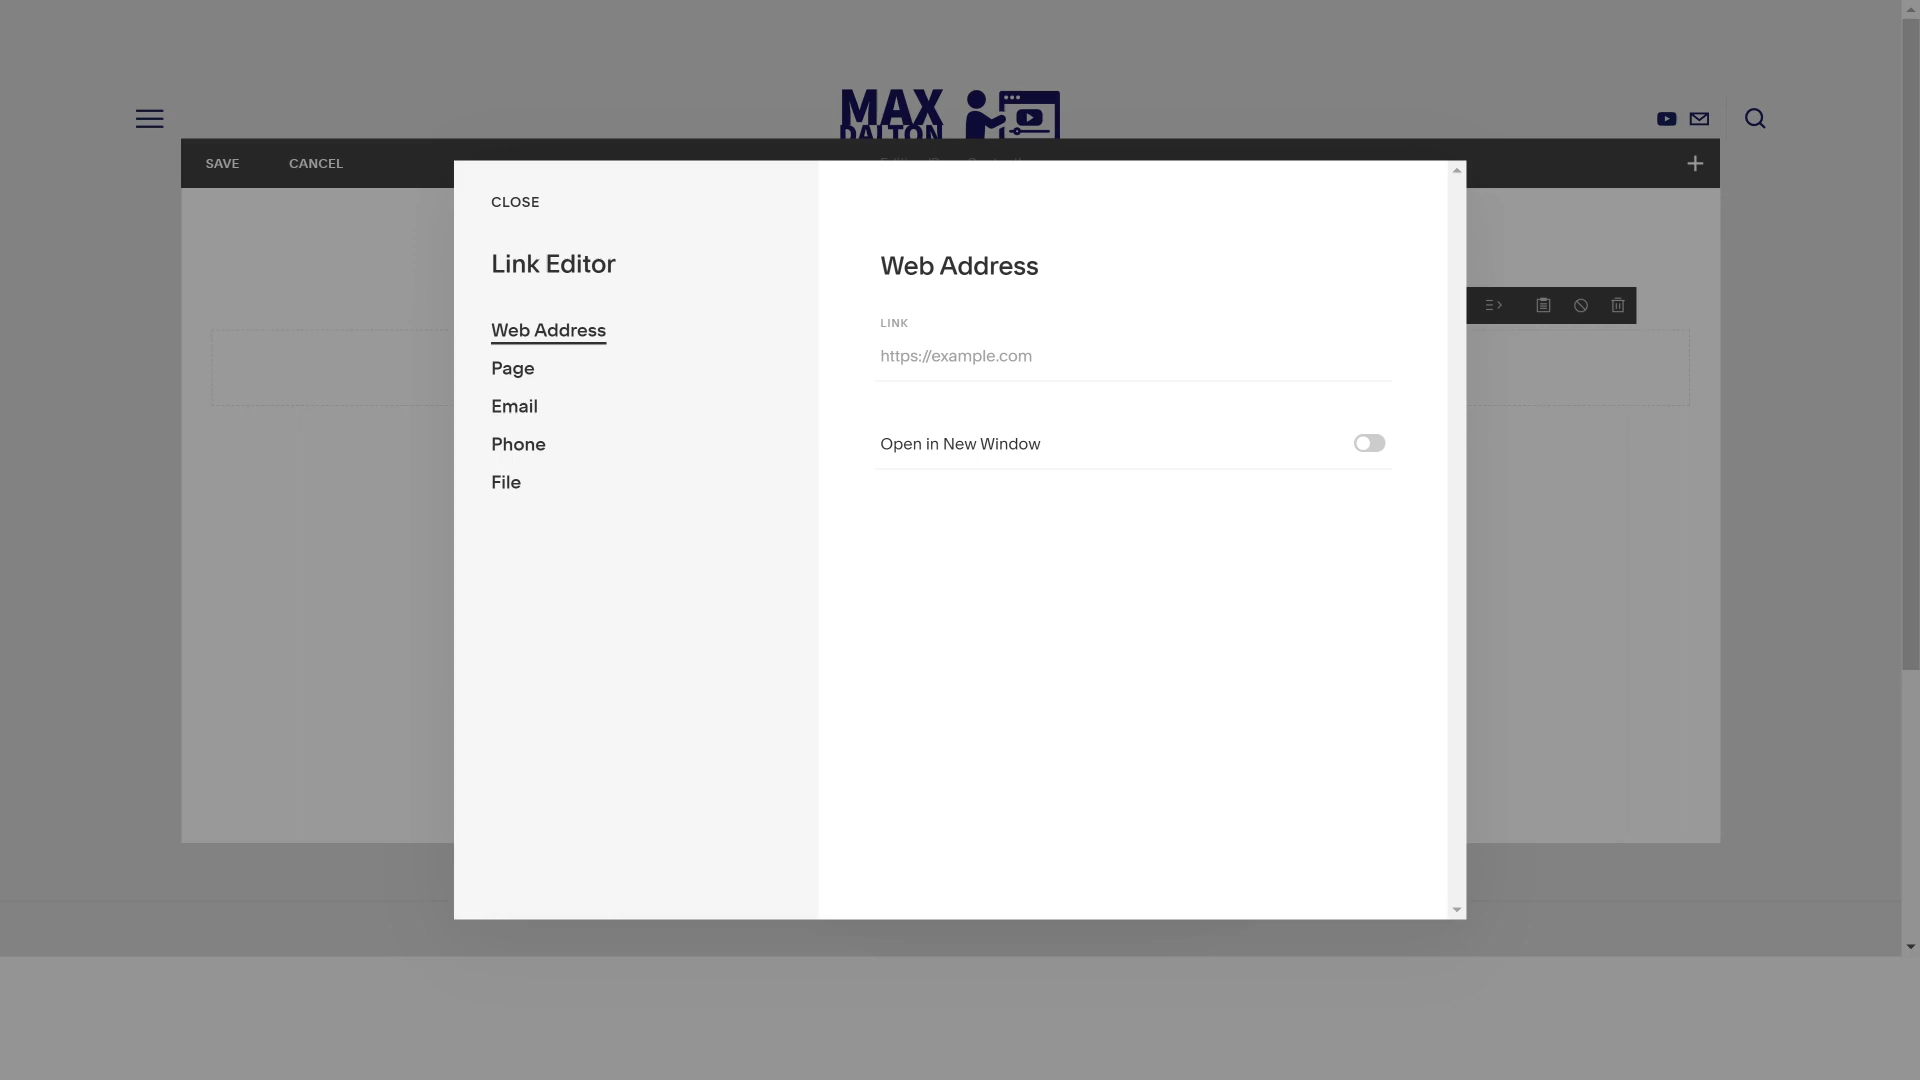 MAX
DALTON
SAVE
CANCEL
CLOSE
Link Editor
Web Address
Page
Email
Phone
File
Web Address
LINK
https://example.com
Open in New Window